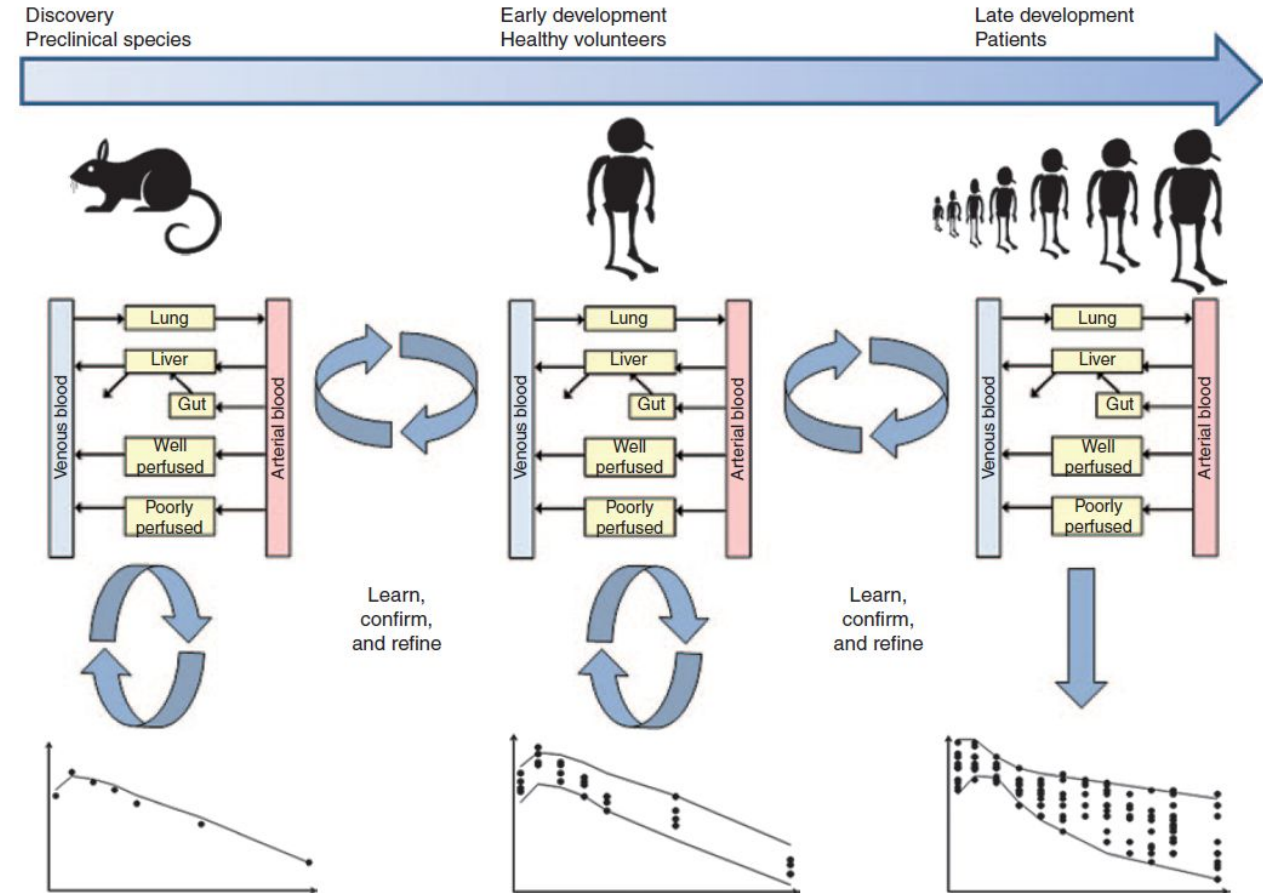 Discovery
Preclinical species
Early development
Healthy volunteers
Late development
Patients
Venous blood
Lung
Liver
Gut
Well
perfused
Poorly
perfused
Arterial blood
Venous blood
Lung
Liver
Gut
Well
perfused
Poorly
perfused
Arterial blood
Venous blood
Lung
Liver
Gut
Well
perfused
Poorly
perfused
Arterial blood
Learn,
confirm,
and refine
Learn,
confirm,
and refine